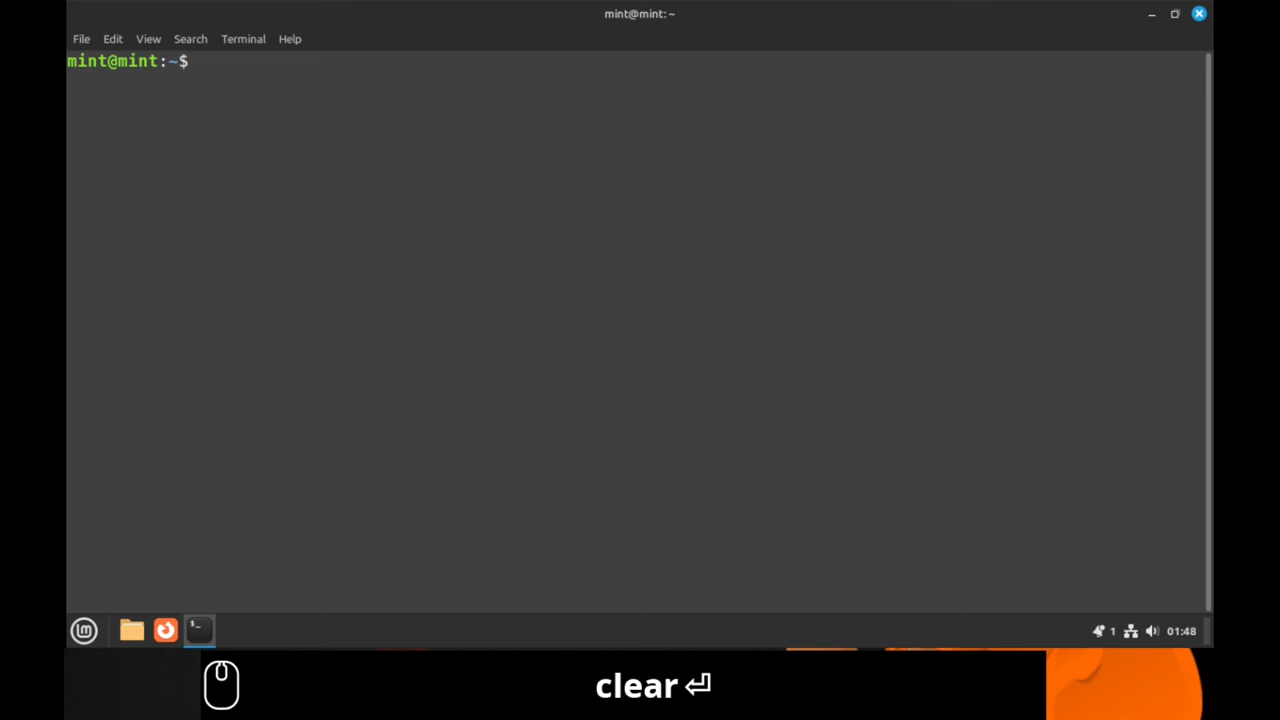 mint@mint: ~
File Edit View Search Terminal Help
mint@mint:~$
1 01:48
clear⏎